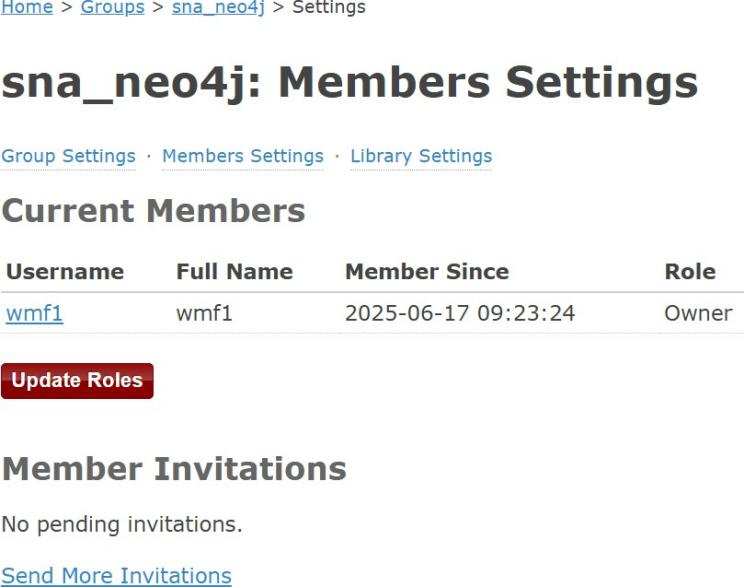 Home > Groups > sna_neo4j > Settings
sna_neo4j: Members Settings
Group Settings · Members Settings · Library Settings
Current Members
Username Full Name Member Since Role
wmf1 wmf1 2025-06-17 09:23:24 Owner
Update Roles
Member Invitations
No pending invitations.
Send More Invitations